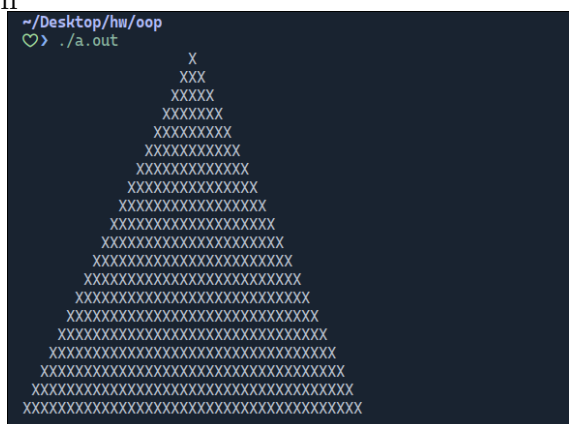 ~/Desktop/hw/oop
♡❯ ./a.out
                   X
                  XXX
                 XXXXX
                XXXXXXX
               XXXXXXXXX
              XXXXXXXXXXX
             XXXXXXXXXXXXX
            XXXXXXXXXXXXXXX
           XXXXXXXXXXXXXXXXX
          XXXXXXXXXXXXXXXXXXX
         XXXXXXXXXXXXXXXXXXXXX
        XXXXXXXXXXXXXXXXXXXXXXX
       XXXXXXXXXXXXXXXXXXXXXXXXX
      XXXXXXXXXXXXXXXXXXXXXXXXXXX
     XXXXXXXXXXXXXXXXXXXXXXXXXXXXX
    XXXXXXXXXXXXXXXXXXXXXXXXXXXXXXX
   XXXXXXXXXXXXXXXXXXXXXXXXXXXXXXXXX
  XXXXXXXXXXXXXXXXXXXXXXXXXXXXXXXXXXX
 XXXXXXXXXXXXXXXXXXXXXXXXXXXXXXXXXXXXX
XXXXXXXXXXXXXXXXXXXXXXXXXXXXXXXXXXXXXXX